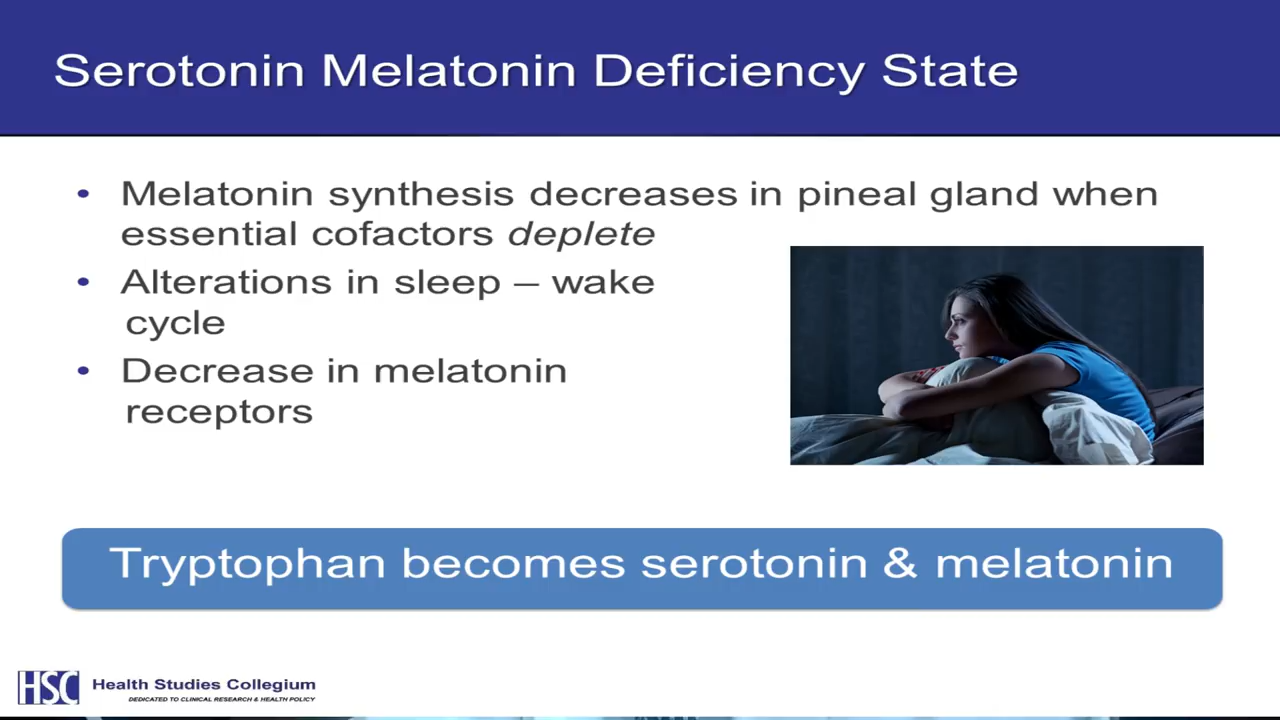 Serotonin Melatonin Deficiency State
• Melatonin synthesis decreases in pineal gland when
essential cofactors deplete
• Alterations in sleep – wake
cycle
• Decrease in melatonin
receptors
Tryptophan becomes serotonin & melatonin
HSC Health Studies Collegium
DEDICATED TO CLINICAL RESEARCH & HEALTH POLICY